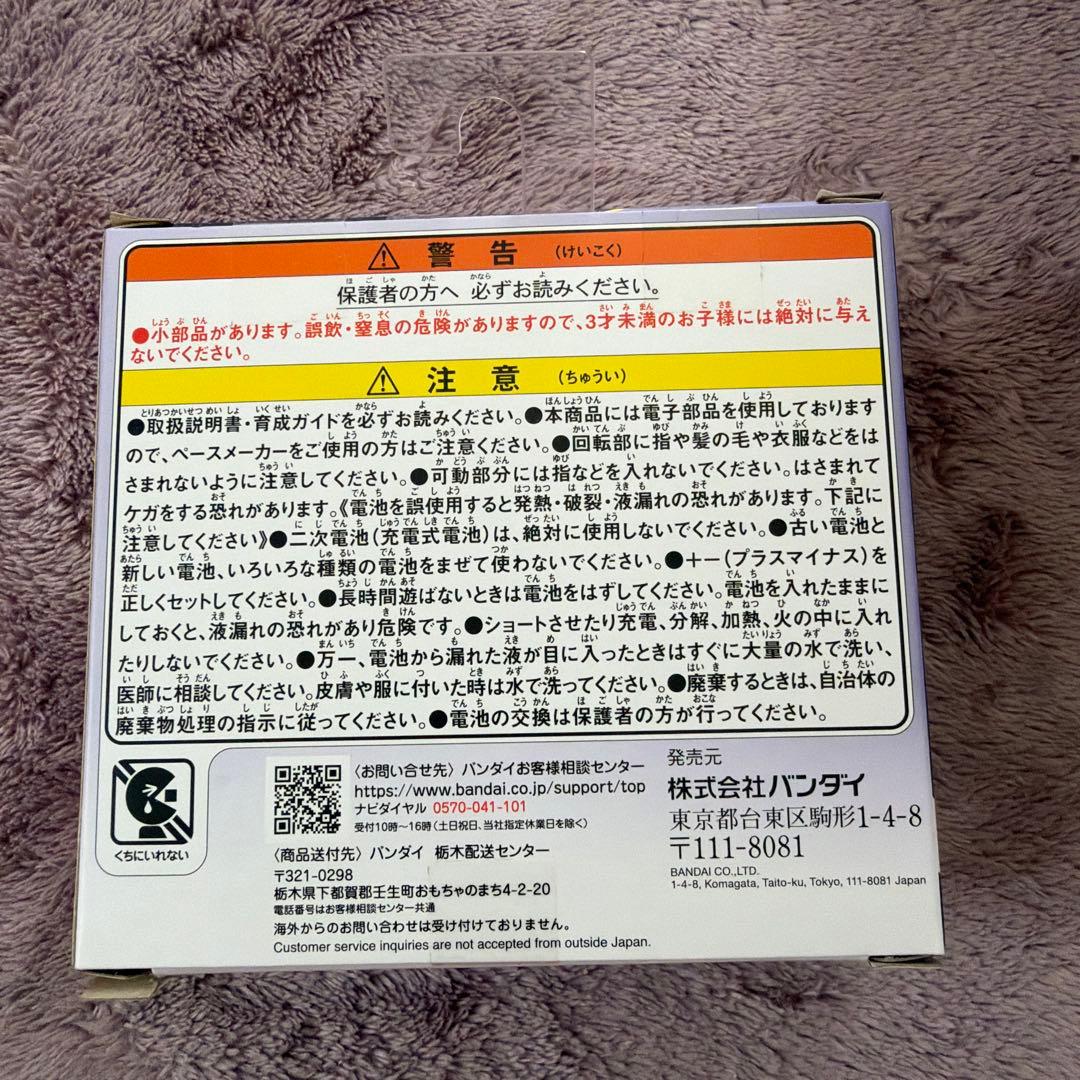 ⚠ 警告 (けいこく)
保護者の方へ 必ずお読みください。
●小部品があります。誤飲・窒息の危険がありますので、3才未満のお子様には絶対に与え
ないでください。
⚠ 注意 (ちゅうい)
●取扱説明書・育成ガイドを必ずお読みください。●本商品には電子部品を使用しております
ので、ペースメーカーをご使用の方はご注意ください。●回転部に指や髪の毛や衣服などをは
さまれないように注意してください。●可動部分には指などを入れないでください。はさまれて
ケガをする恐れがあります。《電池を誤使用すると発熱・破裂・液漏れの恐れがあります。下記に
注意してください》●二次電池(充電式電池)は、絶対に使用しないでください。●古い電池と
新しい電池、いろいろな種類の電池をまぜて使わないでください。●+-(プラスマイナス)を
正しくセットしてください。●長時間遊ばないときは電池をはずしてください。電池を入れたままに
しておくと、液漏れの恐れがあり危険です。●ショートさせたり充電、分解、加熱、火の中に入れ
たりしないでください。●万一、電池から漏れた液が目に入ったときはすぐに大量の水で洗い、
医師に相談してください。皮膚や服に付いた時は水で洗ってください。●廃棄するときは、自治体の
廃棄物処理の指示に従ってください。●電池の交換は保護者の方が行ってください。
くちにいれない
〈お問い合せ先〉バンダイお客様相談センター
https://www.bandai.co.jp/support/top
ナビダイヤル 0570-041-101
受付10時〜16時(土日祝日、当社指定休業日を除く)
〈商品送付先〉バンダイ 栃木配送センター
〒321-0298
栃木県下都賀郡壬生町おもちゃのまち4-2-20
電話番号はお客様相談センター共通
海外からのお問い合わせは受け付けておりません。
Customer service inquiries are not accepted from outside Japan.
発売元
株式会社バンダイ
東京都台東区駒形1-4-8
〒111-8081
BANDAI CO.,LTD.
1-4-8, Komagata, Taito-ku, Tokyo, 111-8081 Japan